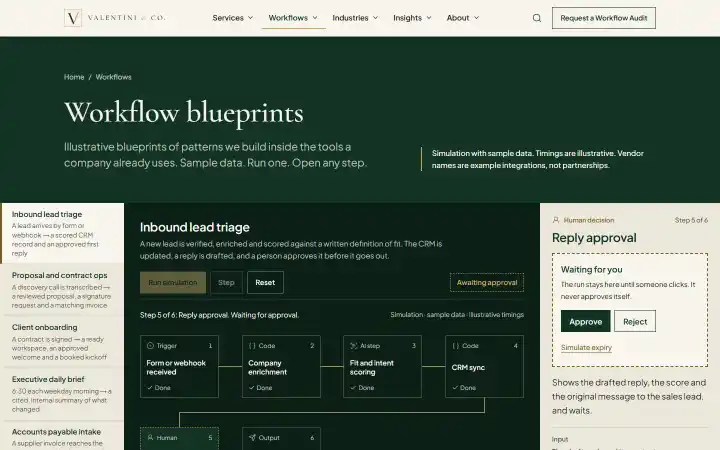 V VALENTINI & CO.
Services Workflows Industries Insights About
Request a Workflow Audit
Home / Workflows
Workflow blueprints
Illustrative blueprints of patterns we build inside the tools a
company already uses. Sample data. Run one. Open any step.
Simulation with sample data. Timings are illustrative. Vendor
names are example integrations, not partnerships.
Inbound lead triage
A lead arrives by form or
webhook → a scored CRM
record and an approved first
reply
Proposal and contract ops
A discovery call is transcribed →
a reviewed proposal, a signature
request and a matching invoice
Client onboarding
A contract is signed → a ready
workspace, an approved
welcome and a booked kickoff
Executive daily brief
6:30 each weekday morning → a
cited, internal summary of what
changed
Accounts payable intake
A supplier invoice reaches the
Inbound lead triage
A new lead is verified, enriched and scored against a written definition of fit. The CRM is
updated, a reply is drafted, and a person approves it before it goes out.
Run simulation Step Reset Awaiting approval
Step 5 of 6: Reply approval. Waiting for approval.
Simulation · sample data · illustrative timings
Trigger 1
Form or webhook
received
Done
{ } Code 2
Company
enrichment
Done
AI step 3
Fit and intent
scoring
Done
{ } Code 4
CRM sync
Done
Human 5
Output 6
Human decision Step 5 of 6
Reply approval
Waiting for you
The run stays here until someone clicks. It
never approves itself.
Approve Reject
Simulate expiry
Shows the drafted reply, the score and
the original message to the sales lead,
and waits.
Input